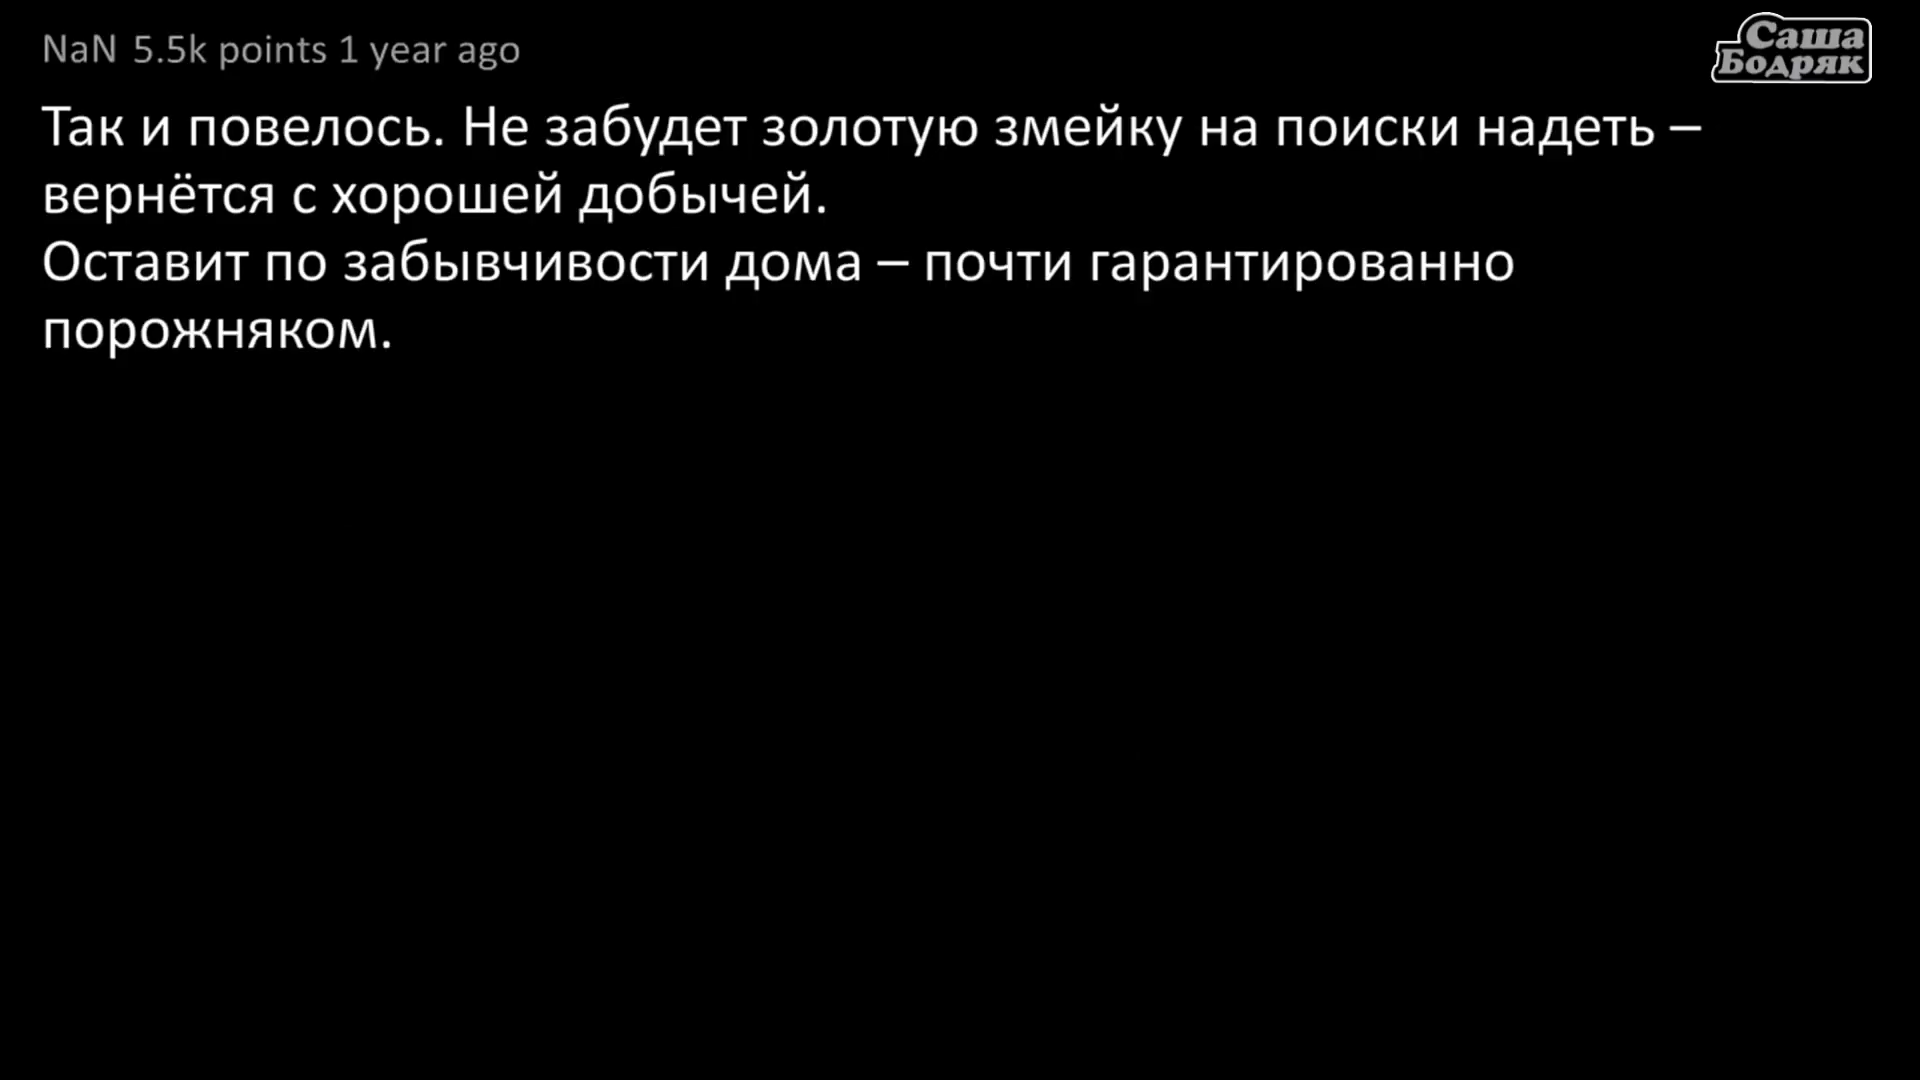 NaN 5.5k points 1 year ago
Саша
Бодряк
Так и повелось. Не забудет золотую змейку на поиски надеть –
вернётся с хорошей добычей.
Оставит по забывчивости дома – почти гарантированно
порожняком.